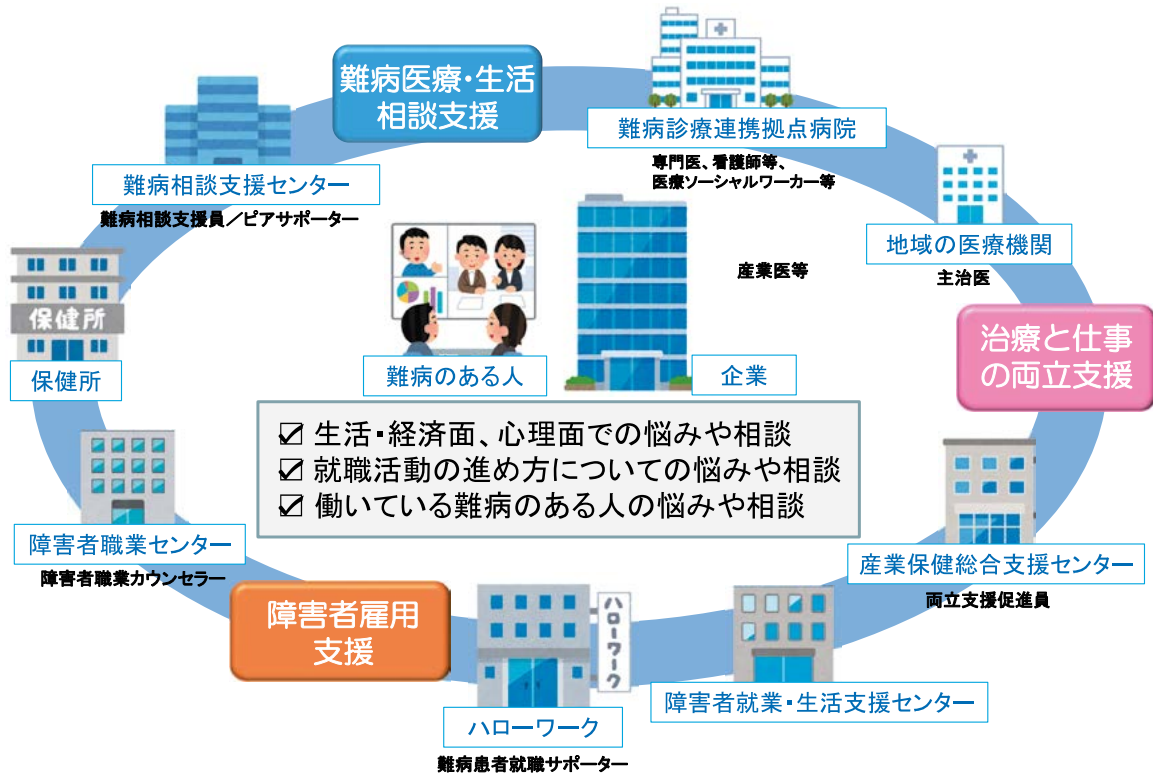 難病医療・生活
相談支援
難病診療連携拠点病院
専門医、看護師等、
医療ソーシャルワーカー等
難病相談支援センター
難病相談支援員／ピアサポーター
地域の医療機関
主治医
産業医等
保健所
保健所
難病のある人
企業
治療と仕事
の両立支援
☑ 生活・経済面、心理面での悩みや相談
☑ 就職活動の進め方についての悩みや相談
☑ 働いている難病のある人の悩みや相談
障害者職業センター
障害者職業カウンセラー
産業保健総合支援センター
両立支援促進員
障害者雇用
支援
ハローワーク
ハローワーク
難病患者就職サポーター
障害者就業・生活支援センター